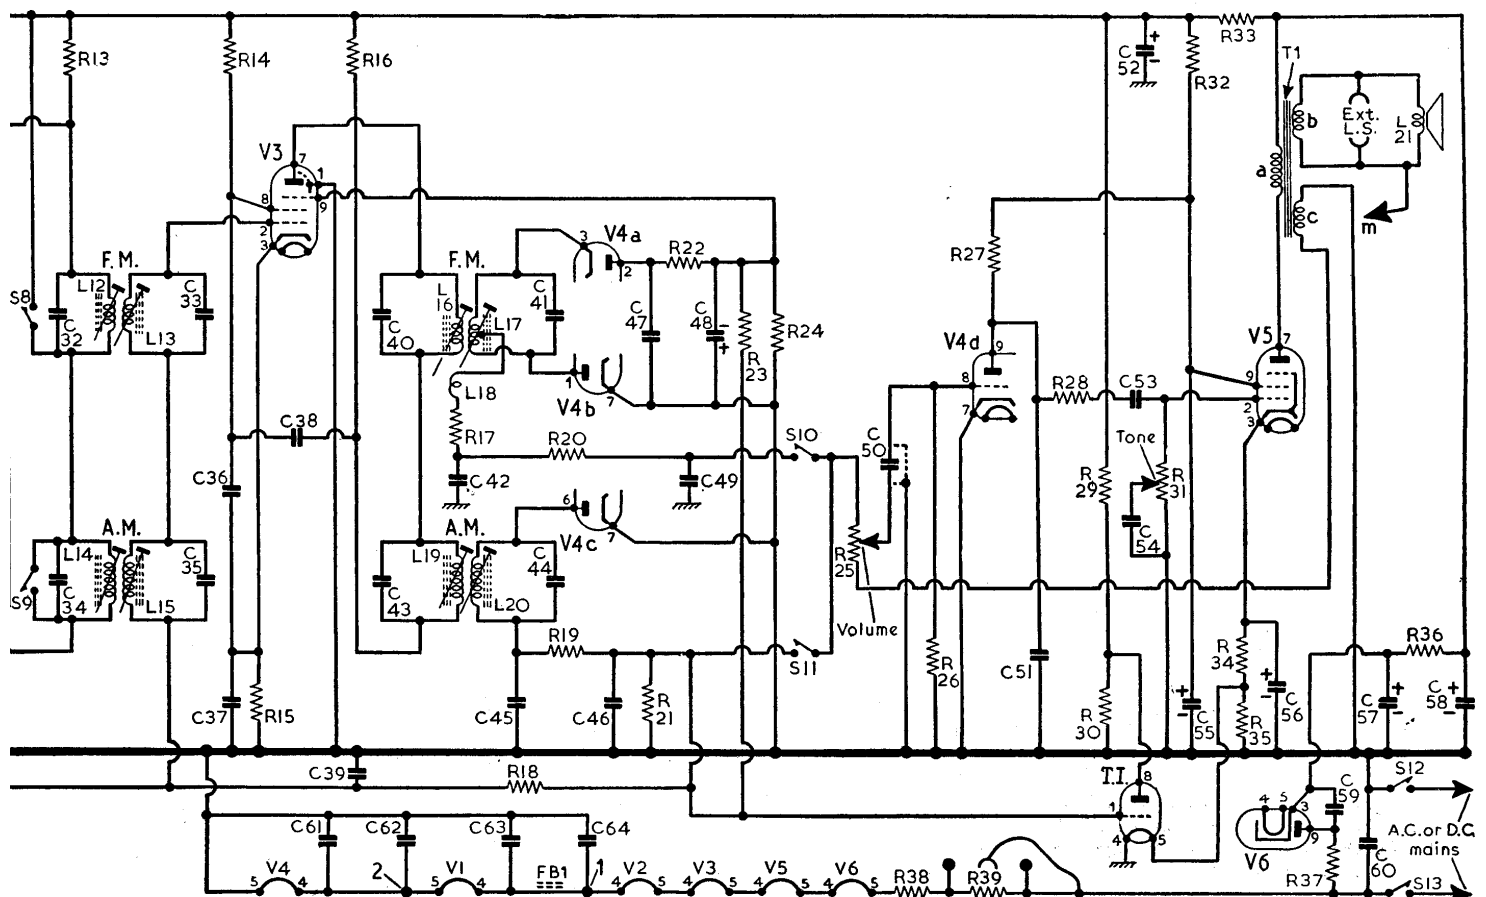 R13
R14
R16
C 52
+
-
R33
R32
T1
b
Ext. L.S.
L 21
a
c
m
V3
7
1
8
9
2
3
F.M.
L12
C 32
C 33
L13
S8
F.M.
L 16
L17
C 40
C 41
L18
R17
3
V4a
2
R22
C 47
C 48
-
+
R 23
R24
1
V4b
7
R27
V4d
9
8
7
V5
7
9
2
3
R28
C53
C38
C36
R20
S10
C42
C49
C 50
Tone
R 29
R 31
C 54
A.M.
L14
C 34
C 35
L15
S9
A.M.
L19
L20
C 43
C 44
6
V4c
7
R 25
Volume
R19
S11
R 26
C51
R 34
R36
C37
R15
C45
C46
R 21
R 30
+
-
C 55
+
-
C 56
R 35
C 57
+
-
C 58
+
-
C39
R18
T.I.
8
1
4
5
4
5
3
9
V6
C 59
S12
A.C. or D.C. mains
C 60
R37
S13
C61
C62
C63
C64
5
V4
4
2
5
V1
4
FB1
1
4
V2
5
4
V3
5
4
V5
5
4
V6
5
R38
R39